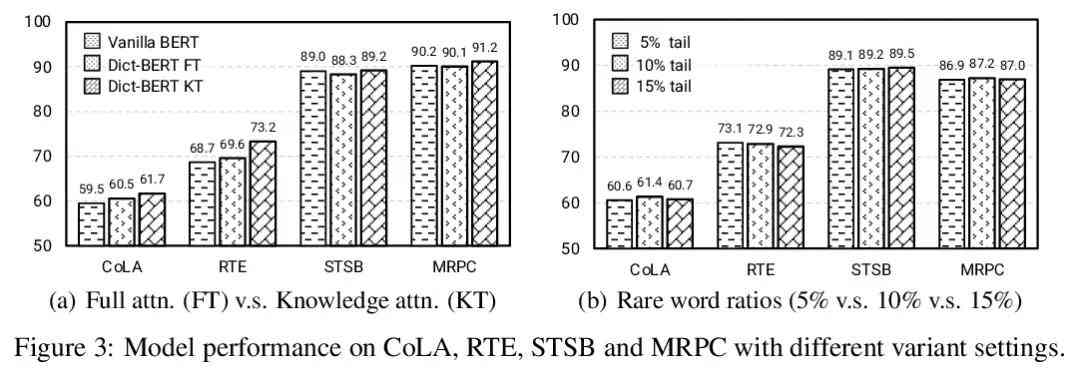 100
90
80
70
60
50
Vanilla BERT
Dict-BERT FT
Dict-BERT KT
59.5 60.5 61.7
68.7 69.6 73.2
89.0 88.3 89.2
90.2 90.1 91.2
CoLA RTE STSB MRPC
(a) Full attn. (FT) v.s. Knowledge attn. (KT)
100
90
80
70
60
50
5% tail
10% tail
15% tail
60.6 61.4 60.7
73.1 72.9 72.3
89.1 89.2 89.5
86.9 87.2 87.0
CoLA RTE STSB MRPC
(b) Rare word ratios (5% v.s. 10% v.s. 15%)
Figure 3: Model performance on CoLA, RTE, STSB and MRPC with different variant settings.